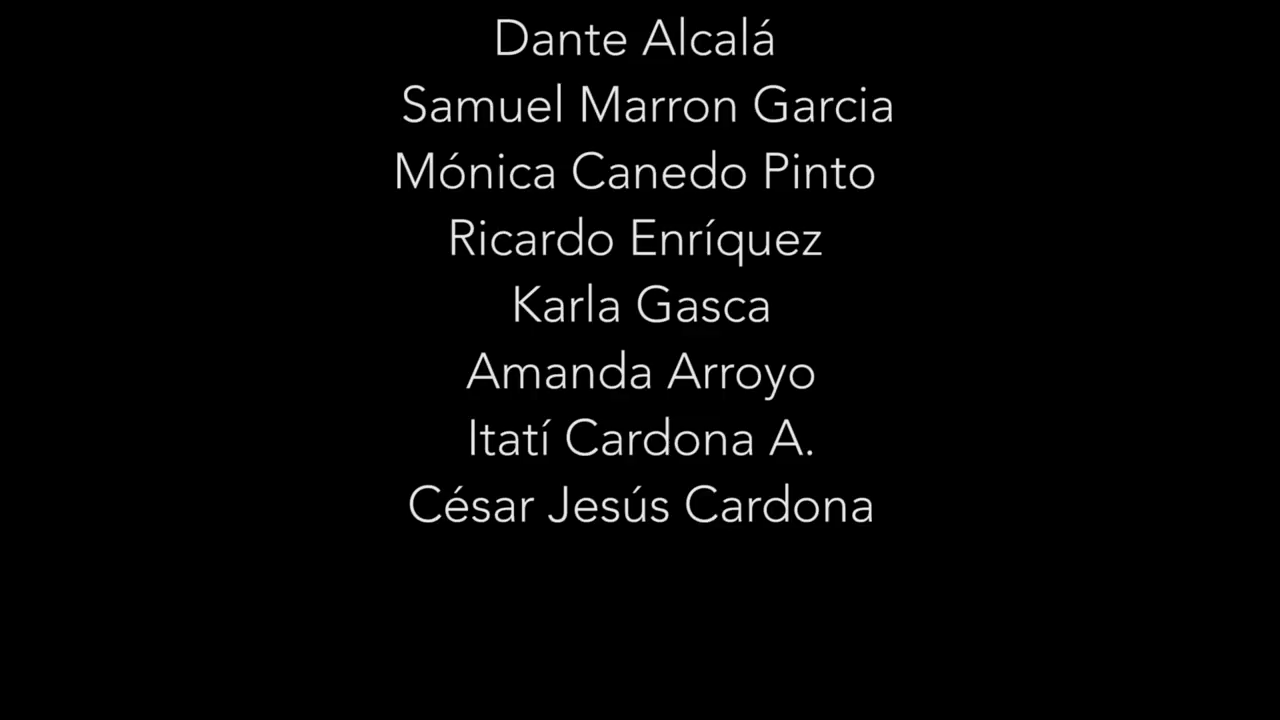 Dante Alcalá
Samuel Marron Garcia
Mónica Canedo Pinto
Ricardo Enríquez
Karla Gasca
Amanda Arroyo
Itatí Cardona A.
César Jesús Cardona